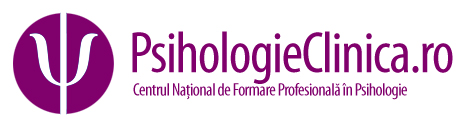 PsihologieClinica.ro
Centrul Național de Formare Profesională în Psihologie